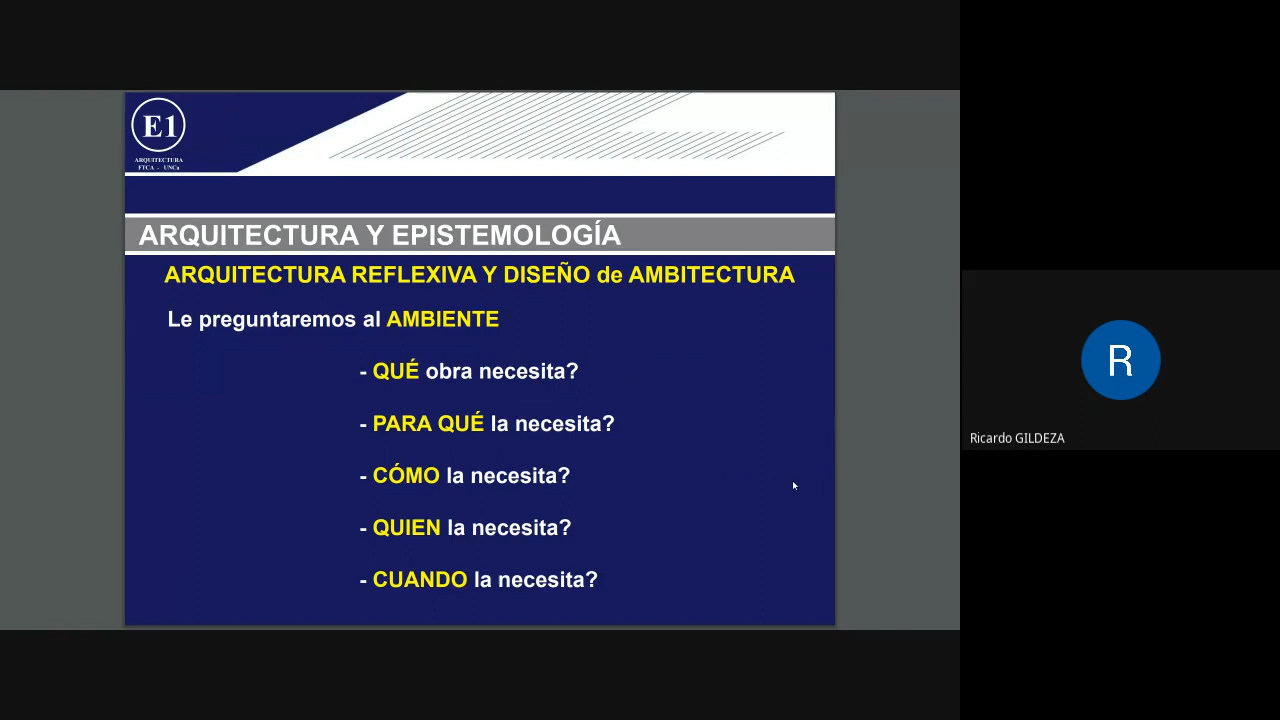 E1
ARQUITECTURA
FTCA - UNCa
ARQUITECTURA Y EPISTEMOLOGÍA
ARQUITECTURA REFLEXIVA Y DISEÑO de AMBITECTURA
Le preguntaremos al AMBIENTE
- QUÉ obra necesita?
- PARA QUÉ la necesita?
- CÓMO la necesita?
- QUIEN la necesita?
- CUANDO la necesita?
R
Ricardo GILDEZA